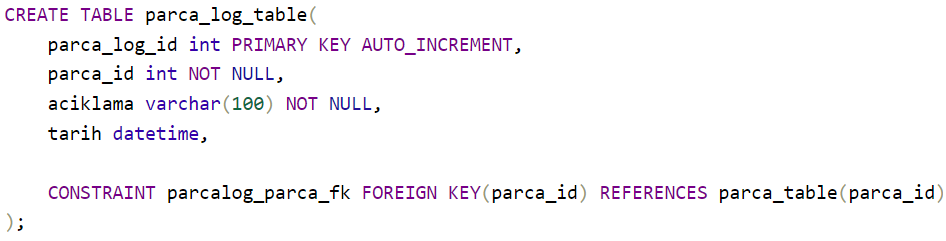 CREATE TABLE parca_log_table(
    parca_log_id int PRIMARY KEY AUTO_INCREMENT,
    parca_id int NOT NULL,
    aciklama varchar(100) NOT NULL,
    tarih datetime,
    CONSTRAINT parcalog_parca_fk FOREIGN KEY(parca_id) REFERENCES parca_table(parca_id)
);